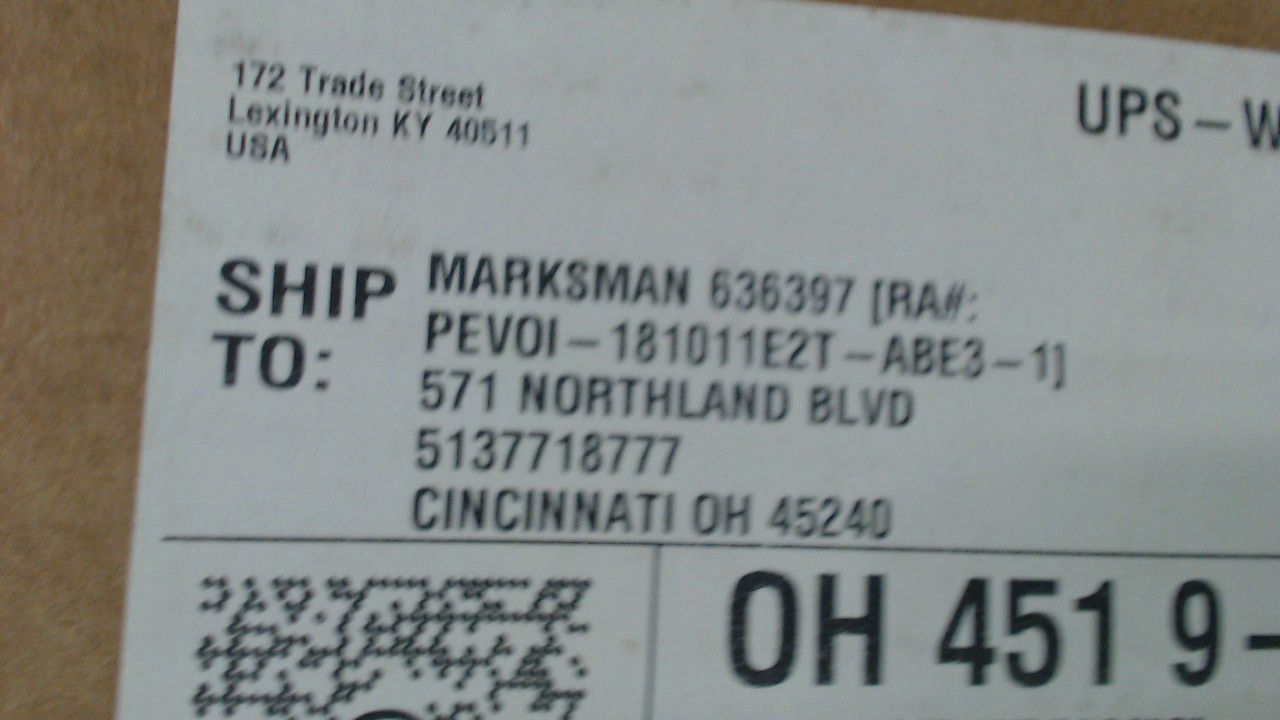 172 Trade Street
Lexington KY 40511
USA
UPS-W
SHIP TO:
MARKSMAN 636397 [RA#:
PEVOI-181011E2T-ABE3-1]
571 NORTHLAND BLVD
5137718777
CINCINNATI OH 45240
OH 451 9-